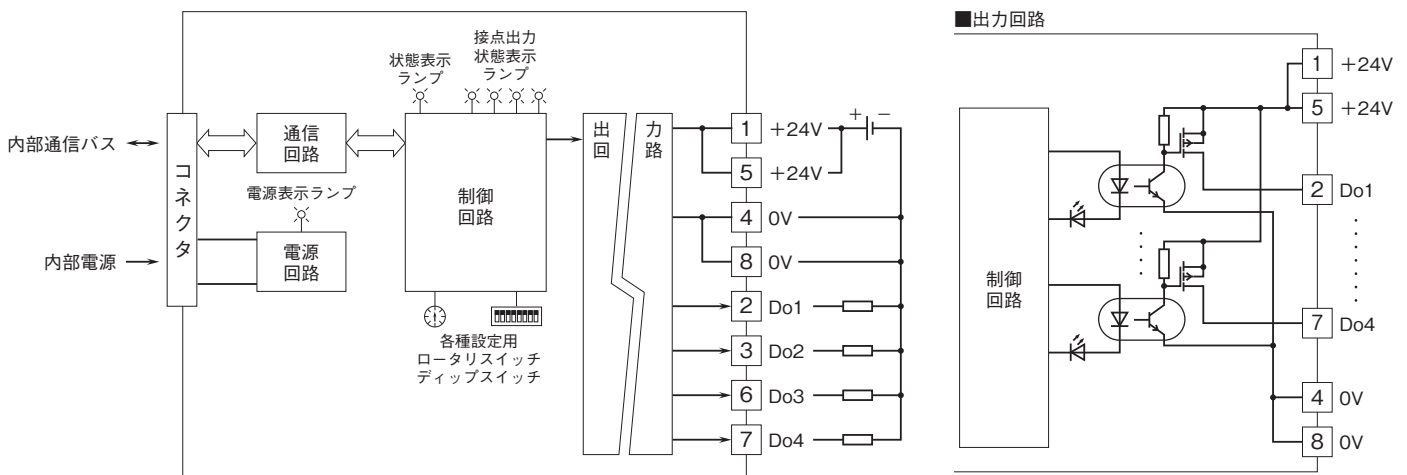 内部通信バス
内部電源
コネクタ
通信
回路
電源表示ランプ
電源
回路
状態表示
ランプ
接点出力
状態表示
ランプ
制御
回路
各種設定用
ロータリスイッチ
ディップスイッチ
出力
回路
1 +24V
+ −
5 +24V
4 0V
8 0V
2 Do1
3 Do2
6 Do3
7 Do4
■出力回路
制御
回路
1 +24V
5 +24V
2 Do1
7 Do4
4 0V
8 0V